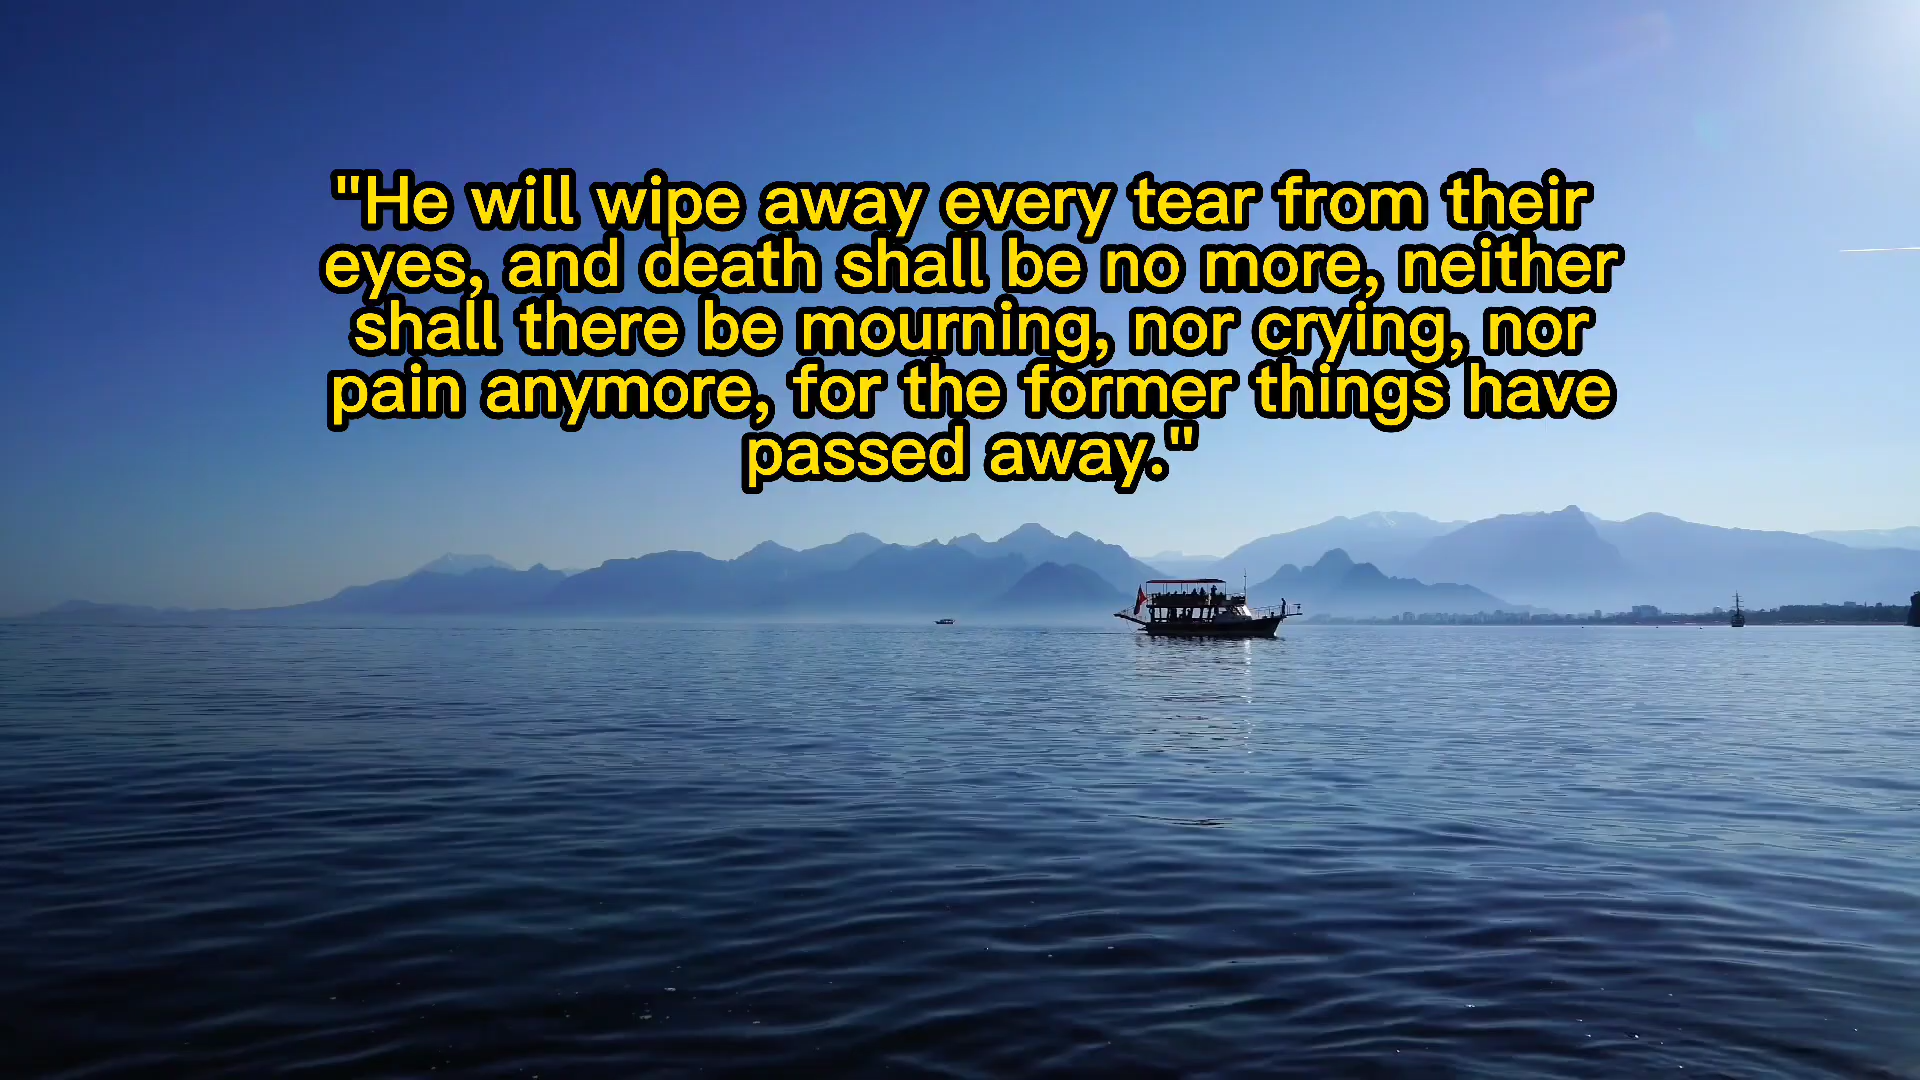 "He will wipe away every tear from their
eyes, and death shall be no more, neither
shall there be mourning, nor crying, nor
pain anymore, for the former things have
passed away."